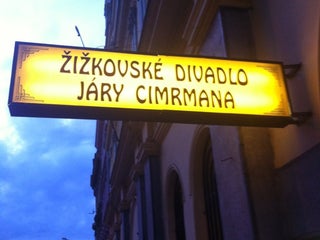 ŽIŽKOVSKÉ DIVADLO
JÁRY CIMRMANA